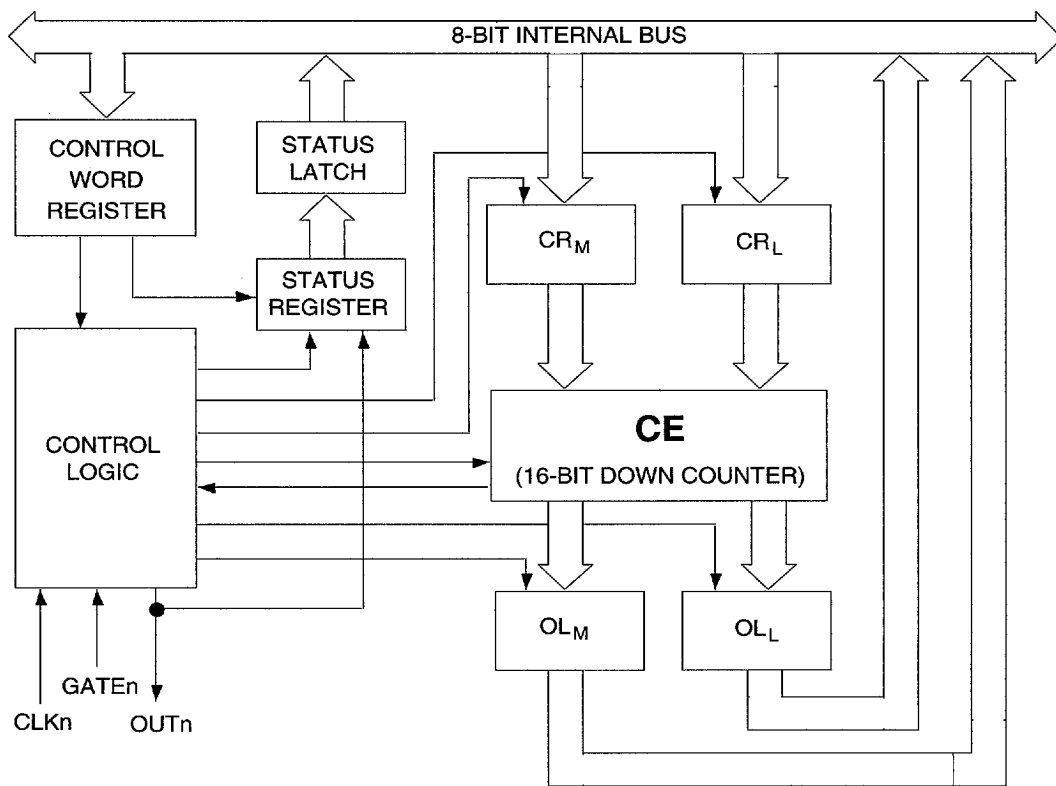 8-BIT INTERNAL BUS
CONTROL
WORD
REGISTER
STATUS
LATCH
STATUS
REGISTER
CRM
CRL
CONTROL
LOGIC
CE
(16-BIT DOWN COUNTER)
OLM
OLL
GATEn
CLKn
OUTn